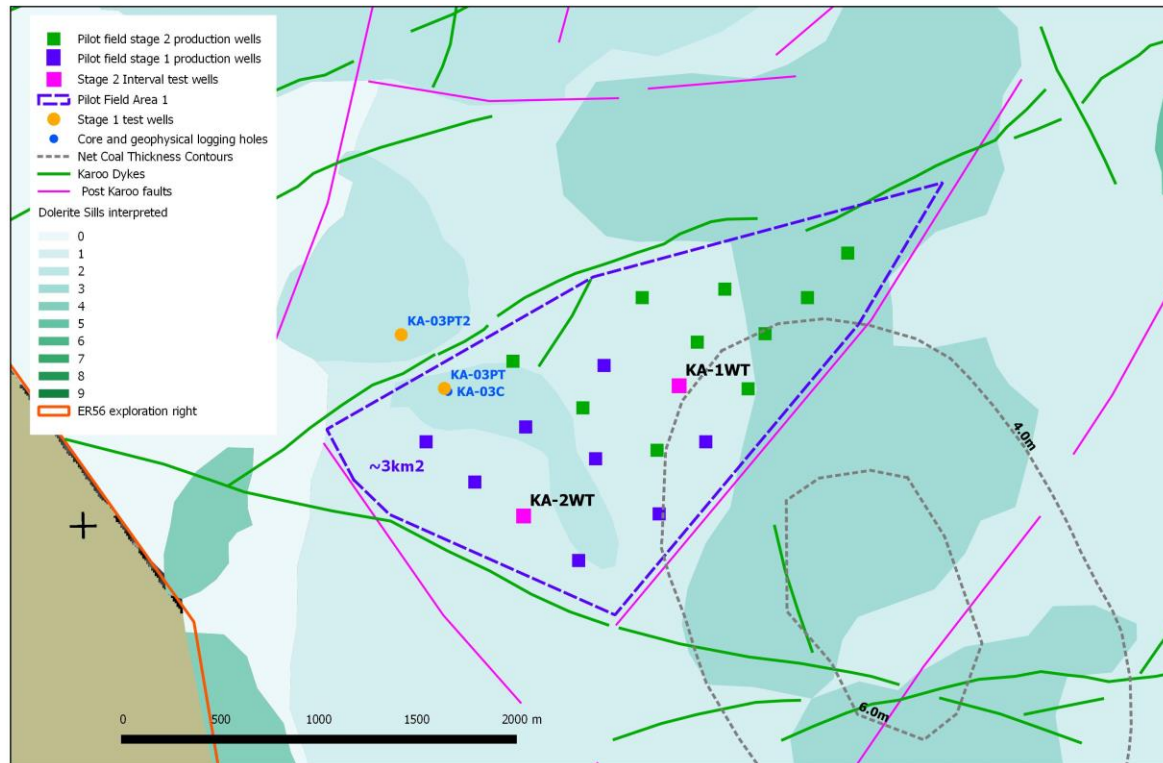 Pilot field stage 2 production wells
Pilot field stage 1 production wells
Stage 2 Interval test wells
Pilot Field Area 1
Stage 1 test wells
Core and geophysical logging holes
Net Coal Thickness Contours
Karoo Dykes
Post Karoo faults
Dolerite Sills interpreted
0
1
2
3
4
5
6
7
8
9
ER56 exploration right
KA-03PT2
KA-03PT
KA-03C
KA-1WT
~3km2
KA-2WT
4.0m
6.0m
0 500 1000 1500 2000 m